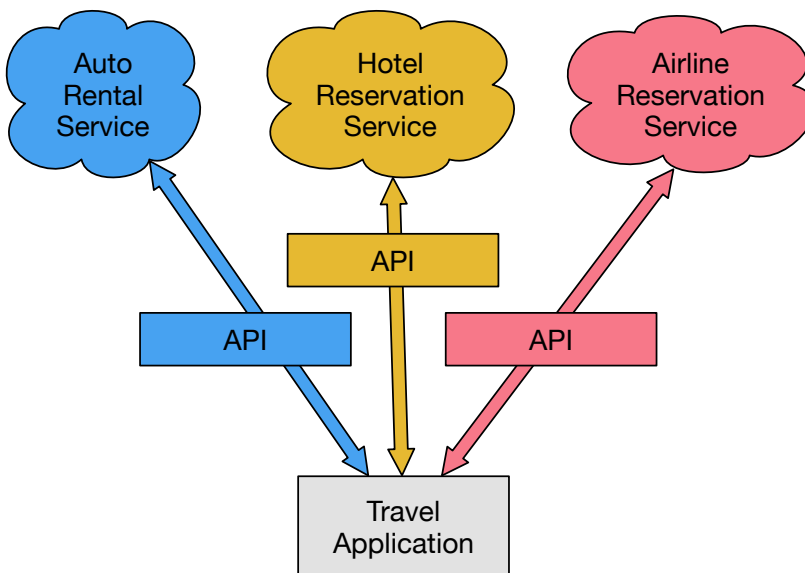 Auto
Rental
Service
Hotel
Reservation
Service
Airline
Reservation
Service
API
API
API
Travel
Application